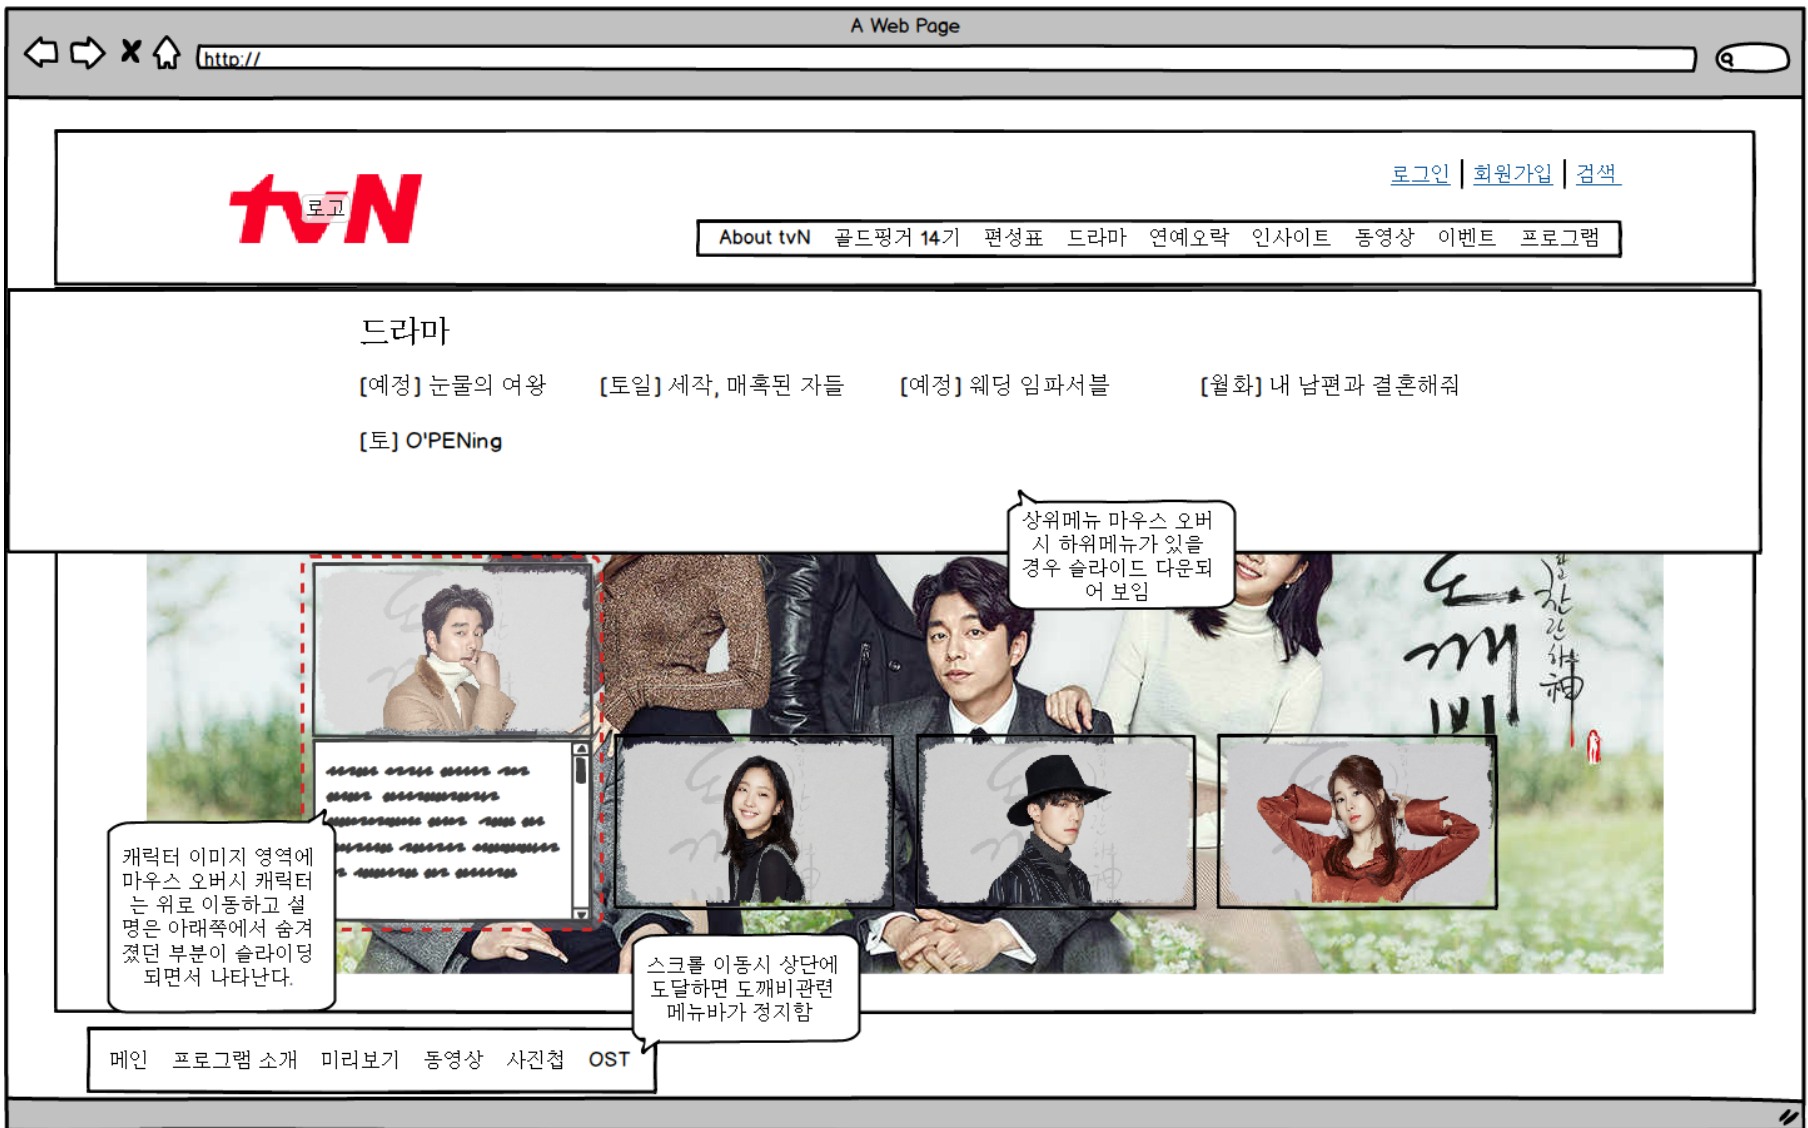 A Web Page
http://
tvN
로고
로그인 | 회원가입 | 검색
About tvN 골드핑거 14기 편성표 드라마 연예오락 인사이트 동영상 이벤트 프로그램
드라마
[예정] 눈물의 여왕 [토일] 세작, 매혹된 자들 [예정] 웨딩 임파서블 [월화] 내 남편과 결혼해줘
[토] O'PENing
상위메뉴 마우스 오버
시 하위메뉴가 있을
경우 슬라이드 다운되
어 보임
도
깨
비
찬란하神
캐릭터 이미지 영역에
마우스 오버시 캐릭터
는 위로 이동하고 설
명은 아래쪽에서 숨겨
졌던 부분이 슬라이딩
되면서 나타난다.
스크롤 이동시 상단에
도달하면 도깨비관련
메뉴바가 정지함
메인 프로그램 소개 미리보기 동영상 사진첩 OST